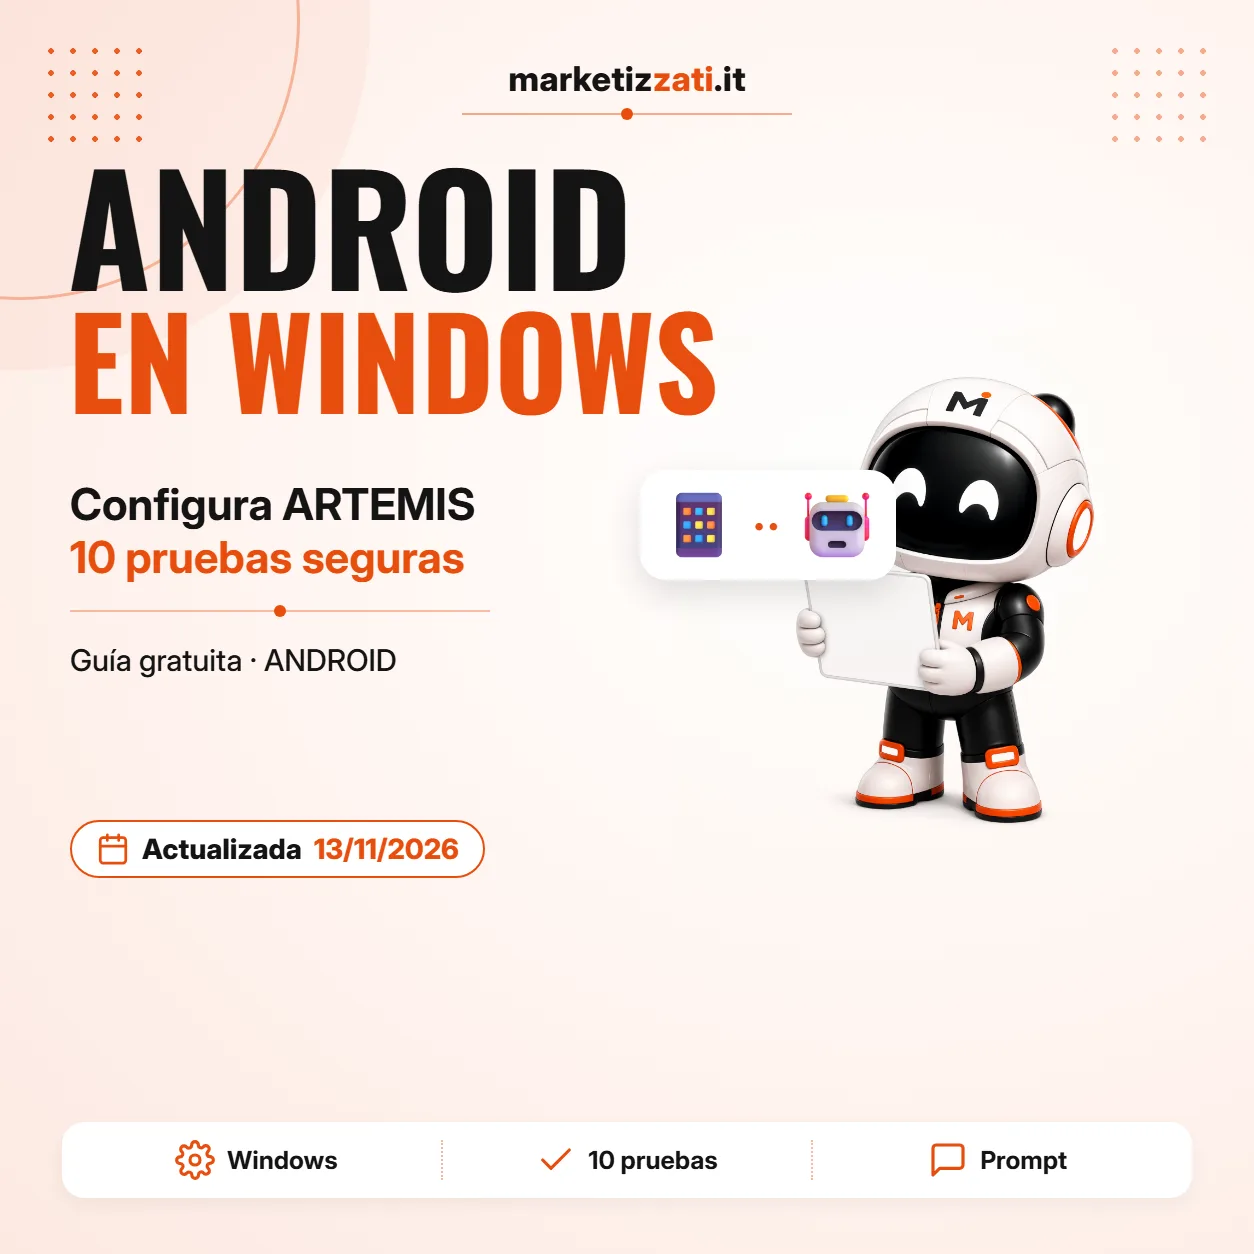 marketizzati.it
ANDROID
EN WINDOWS
Configura ARTEMIS
10 pruebas seguras
Guía gratuita · ANDROID
M
M
Actualizada 13/11/2026
Windows
10 pruebas
Prompt